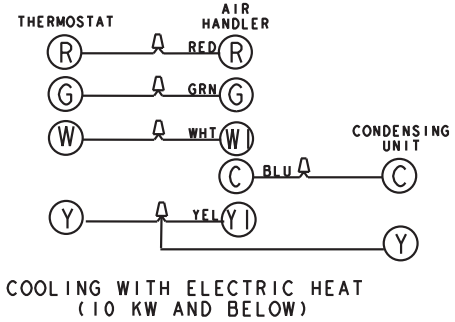 THERMOSTAT
AIR
HANDLER
R RED R
G GRN G
W WHT W1
CONDENSING
UNIT
C BLU C
Y YEL Y1
Y
COOLING WITH ELECTRIC HEAT
(10 KW AND BELOW)